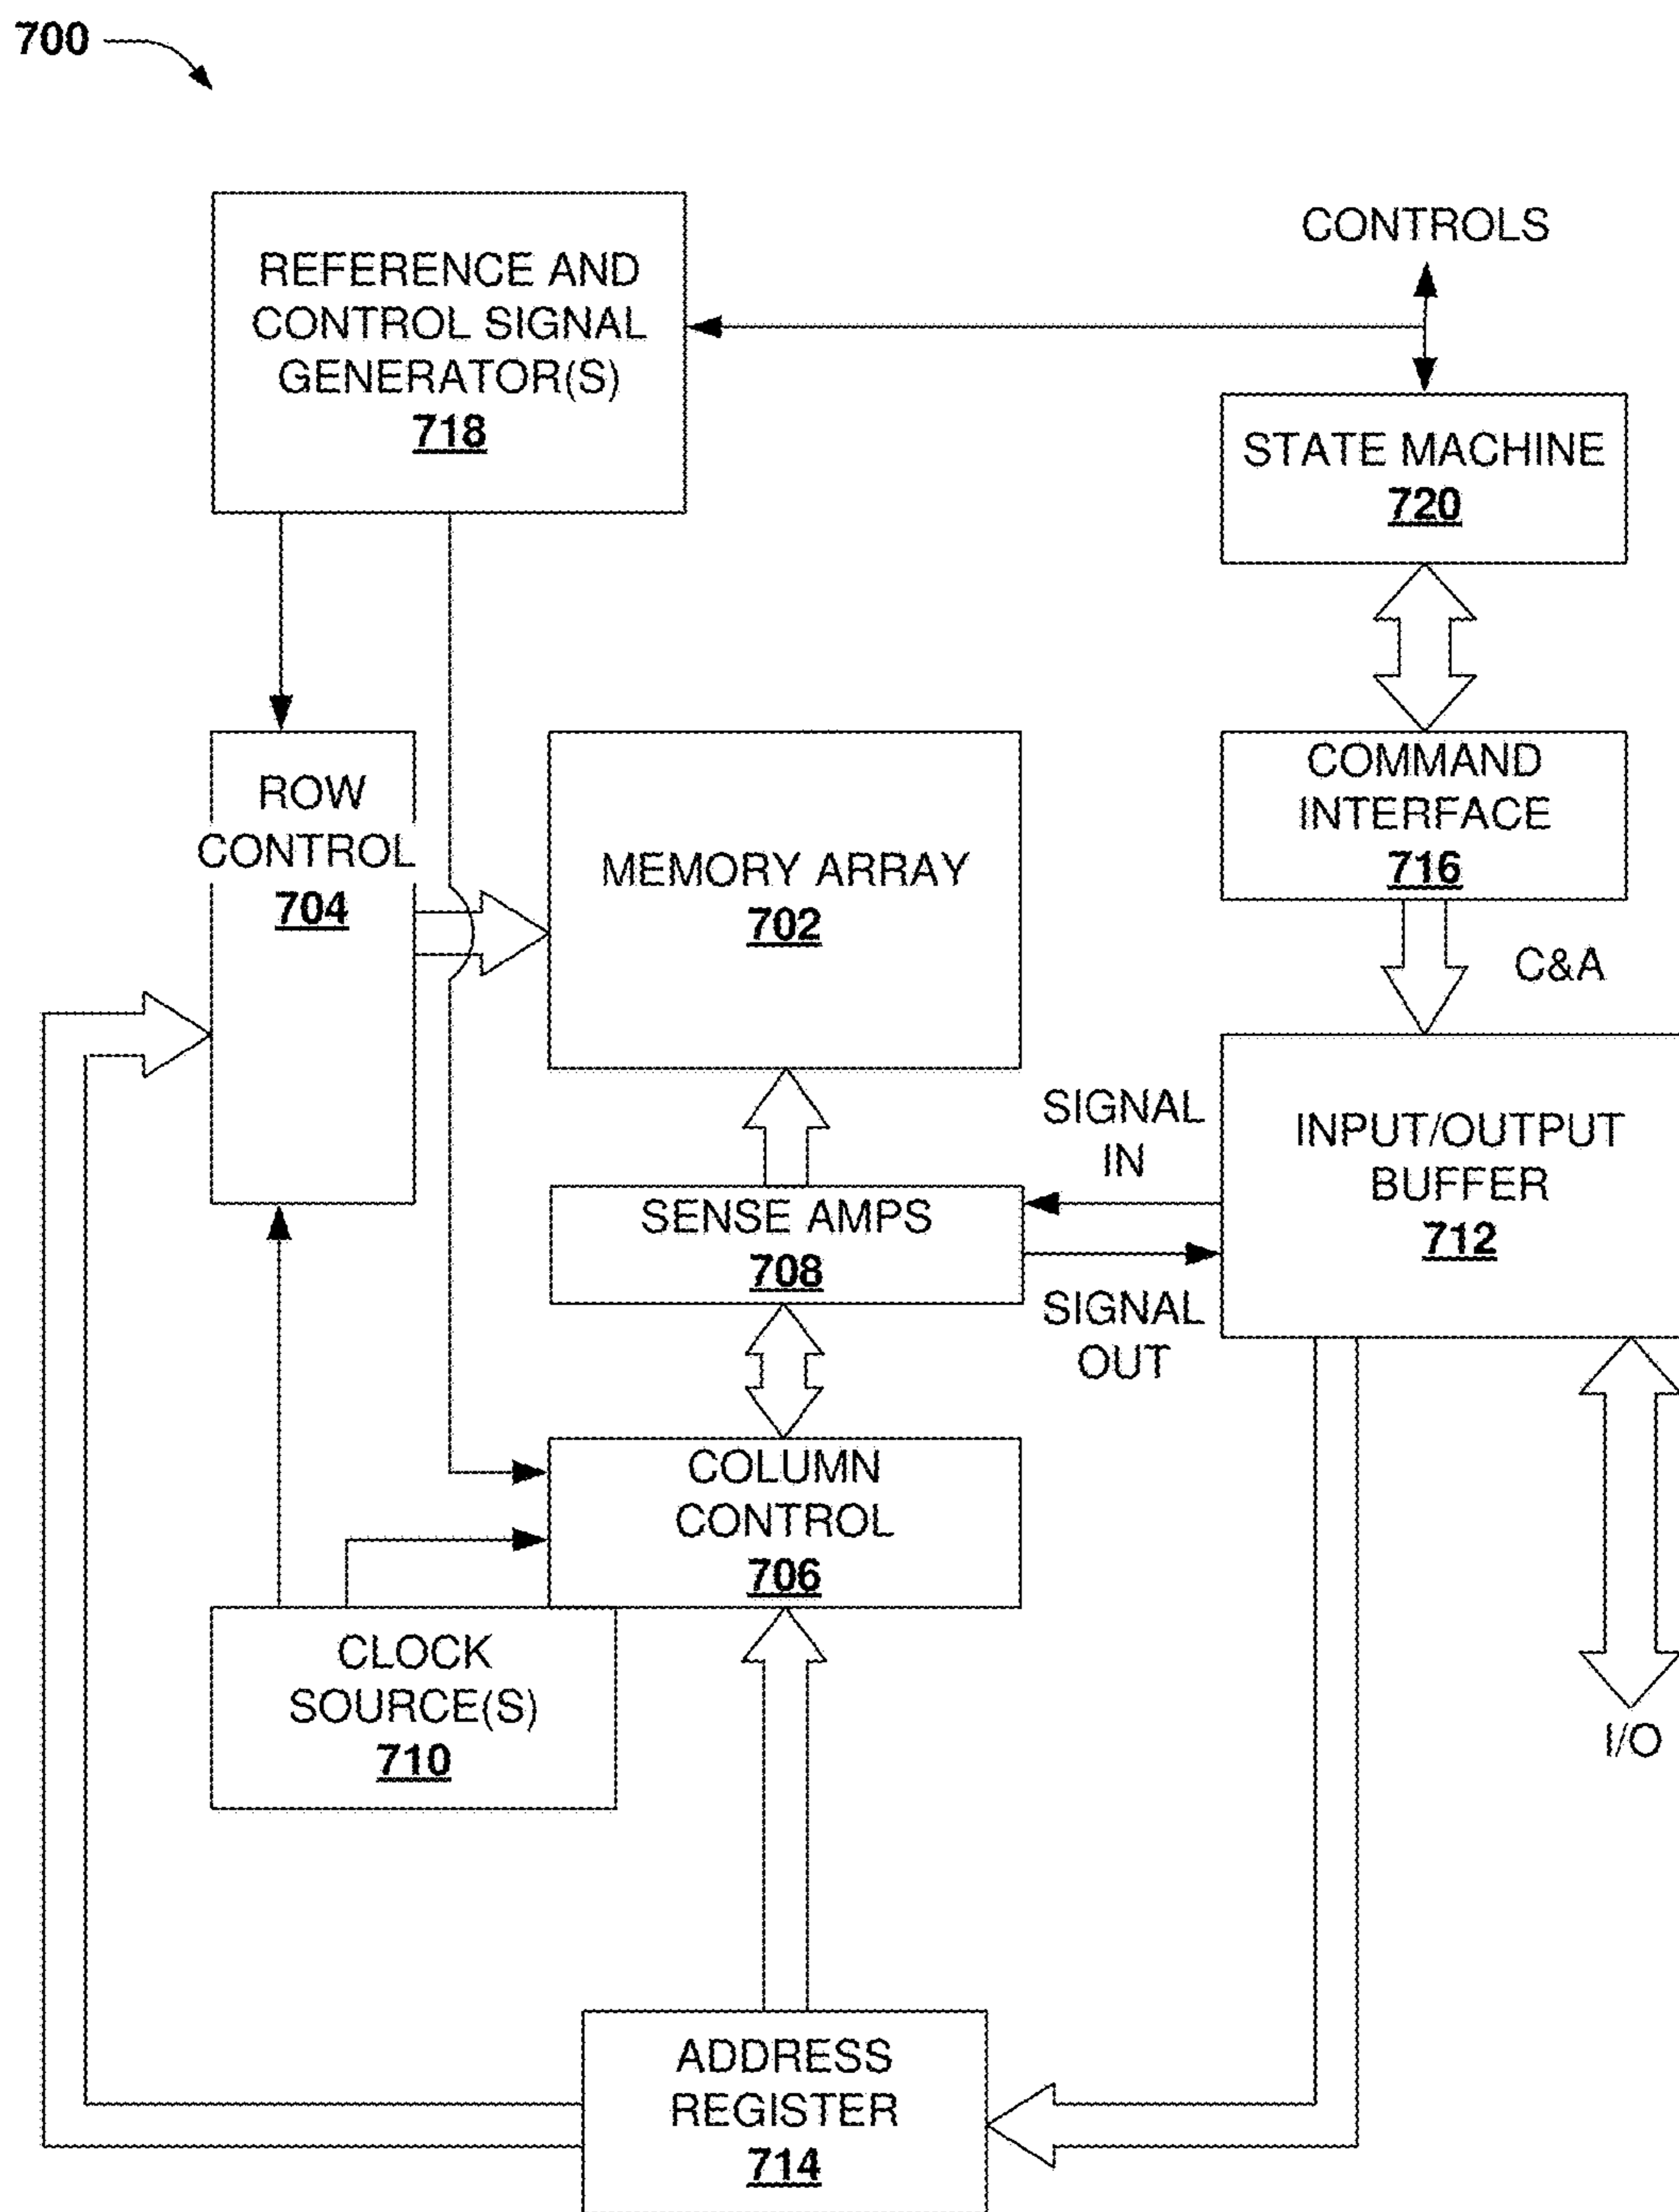 700
REFERENCE AND
CONTROL SIGNAL
GENERATOR(S)
718
CONTROLS
STATE MACHINE
720
ROW
CONTROL
704
MEMORY ARRAY
702
COMMAND
INTERFACE
716
C&A
SIGNAL
IN
INPUT/OUTPUT
BUFFER
712
SENSE AMPS
708
SIGNAL
OUT
COLUMN
CONTROL
706
CLOCK
SOURCE(S)
710
I/O
ADDRESS
REGISTER
714